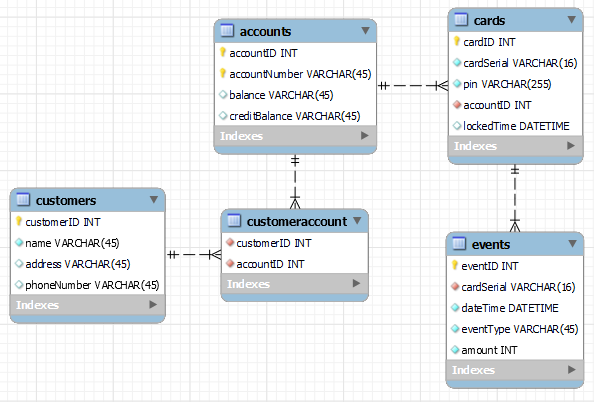 accounts
accountID INT
accountNumber VARCHAR(45)
balance VARCHAR(45)
creditBalance VARCHAR(45)
Indexes
cards
cardID INT
cardSerial VARCHAR(16)
pin VARCHAR(255)
accountID INT
lockedTime DATETIME
Indexes
customers
customerID INT
name VARCHAR(45)
address VARCHAR(45)
phoneNumber VARCHAR(45)
Indexes
customeraccount
customerID INT
accountID INT
Indexes
events
eventID INT
cardSerial VARCHAR(16)
dateTime DATETIME
eventType VARCHAR(45)
amount INT
Indexes